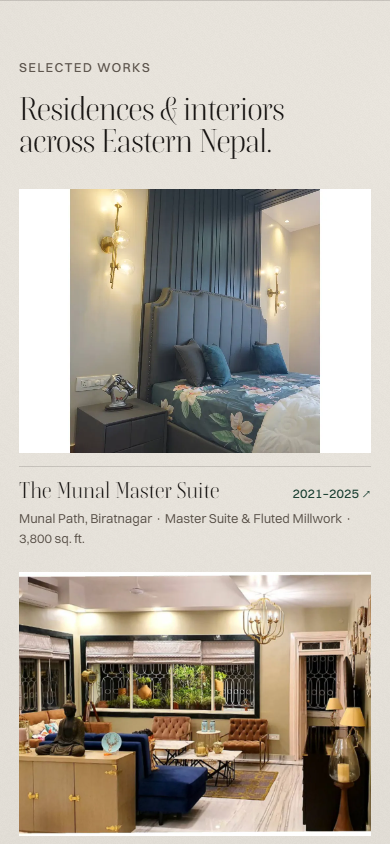 SELECTED WORKS
Residences & interiors
across Eastern Nepal.
The Munal Master Suite
2021–2025 ↗
Munal Path, Biratnagar · Master Suite & Fluted Millwork ·
3,800 sq. ft.